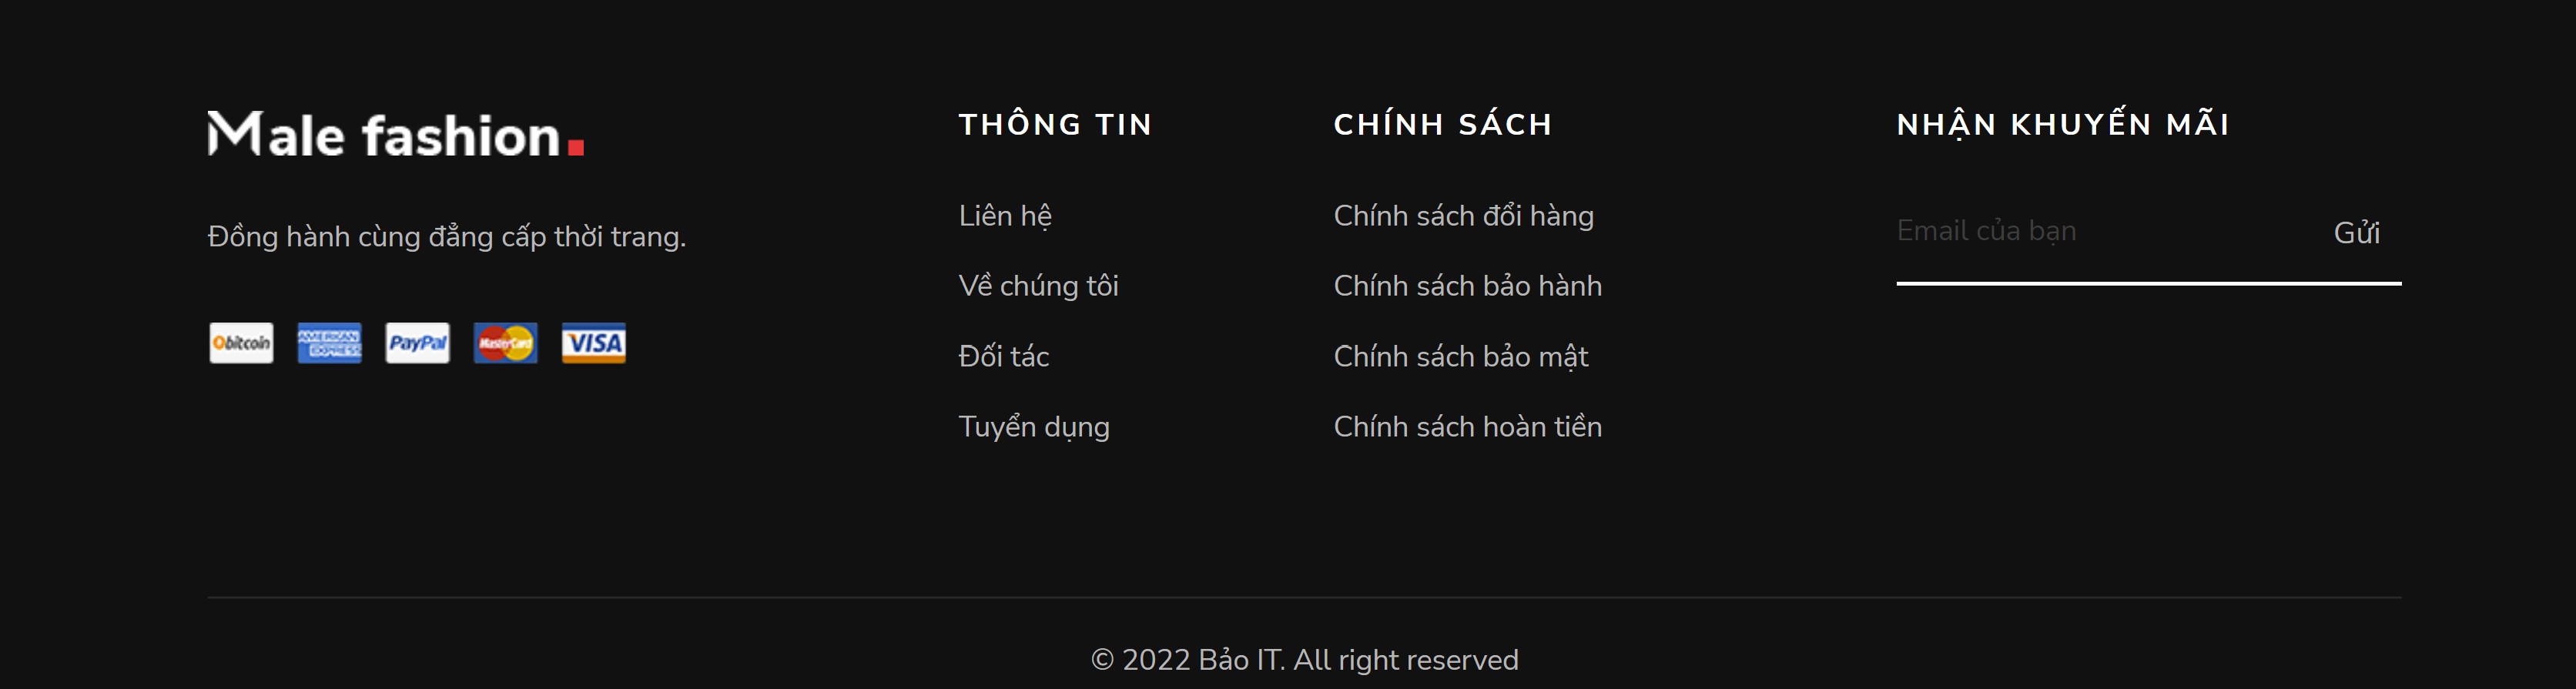 Male fashion.
Đồng hành cùng đẳng cấp thời trang.
bitcoin AMERICAN EXPRESS PayPal MasterCard VISA
THÔNG TIN
Liên hệ
Về chúng tôi
Đối tác
Tuyển dụng
CHÍNH SÁCH
Chính sách đổi hàng
Chính sách bảo hành
Chính sách bảo mật
Chính sách hoàn tiền
NHẬN KHUYẾN MÃI
Email của bạn Gửi
© 2022 Bảo IT. All right reserved